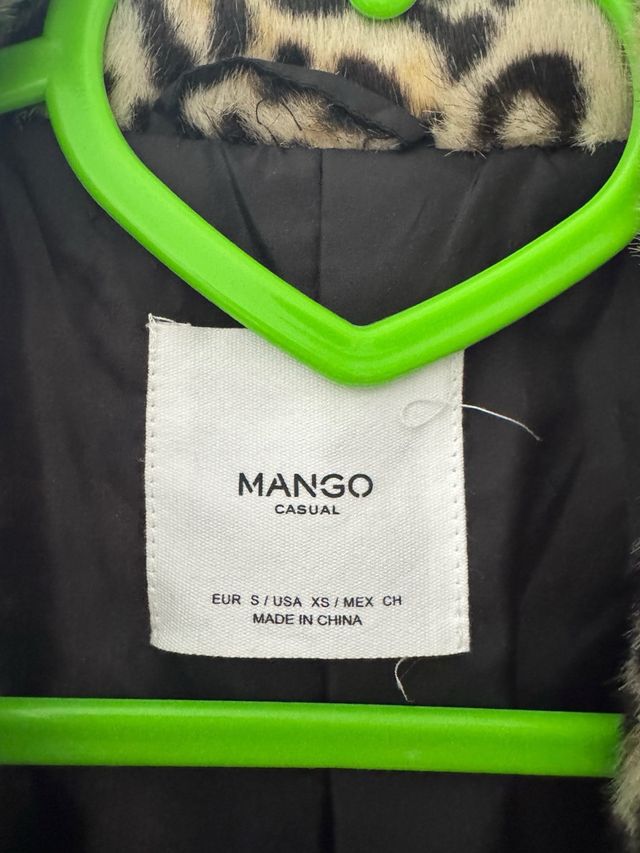 MANGO
CASUAL
EUR S / USA XS / MEX CH
MADE IN CHINA